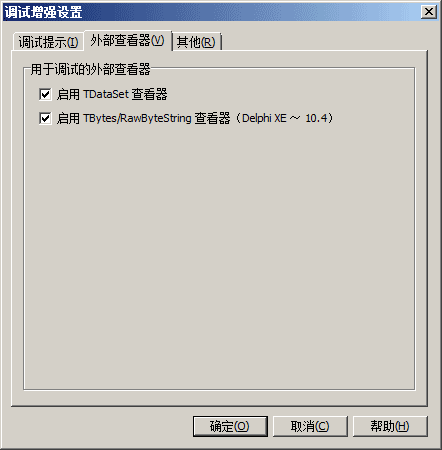 调试增强设置
调试提示(I) 外部查看器(V) 其他(R)
用于调试的外部查看器
启用 TDataSet 查看器
启用 TBytes/RawByteString 查看器（Delphi XE ～ 10.4）
确定(O) 取消(C) 帮助(H)